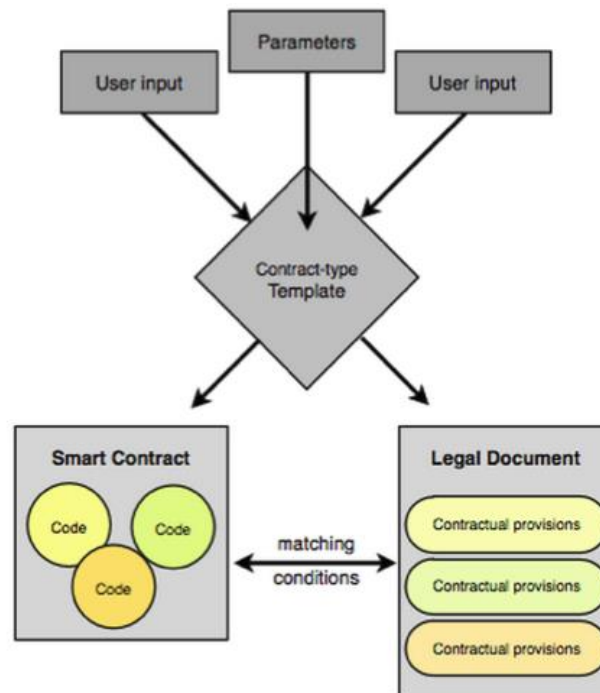 Parameters
User input
User input
Contract-type
Template
Smart Contract
Code
Code
Code
matching
conditions
Legal Document
Contractual provisions
Contractual provisions
Contractual provisions